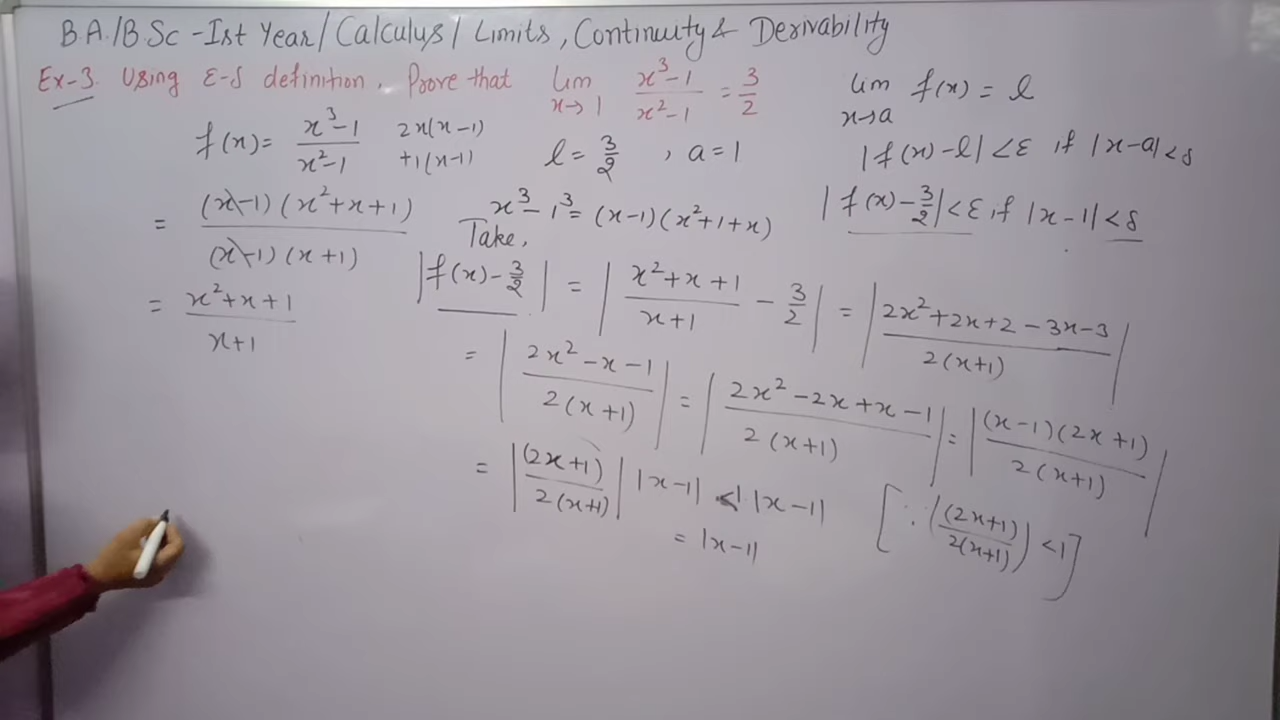 B.A./B.Sc - Ist Year / Calculus / Limits, Continuity & Derivability
Ex-3. Using ε-δ definition, Prove that lim x→1 (x³-1)/(x²-1) = 3/2
lim x→a f(x) = l
f(x) = (x³-1)/(x²-1)
2x(x-1)
+1(x-1)
l = 3/2 , a = 1
|f(x) - l| < ε if |x-a| < δ
= (x-1)(x²+x+1)/(x-1)(x+1)
x³-1³ = (x-1)(x²+1+x)
|f(x) - 3/2| < ε if |x-1| < δ
Take,
= (x²+x+1)/(x+1)
|f(x) - 3/2| = |(x²+x+1)/(x+1) - 3/2| = |(2x²+2x+2-3x-3)/2(x+1)|
= |(2x²-x-1)/2(x+1)| = |(2x²-2x+x-1)/2(x+1)| = |(x-1)(2x+1)/2(x+1)|
= |(2x+1)/2(x+1)| |x-1| < 1·|x-1| [∵ |(2x+1)/2(x+1)| < 1]
= |x-1|